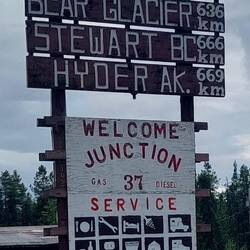 BEAR GLACIER 636 km
STEWART BC 666 km
HYDER AK. 669 km
WELCOME
JUNCTION
GAS 37 DIESEL
SERVICE